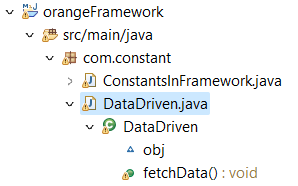 orangeFramework
src/main/java
com.constant
ConstantsInFramework.java
DataDriven.java
DataDriven
obj
fetchData() : void